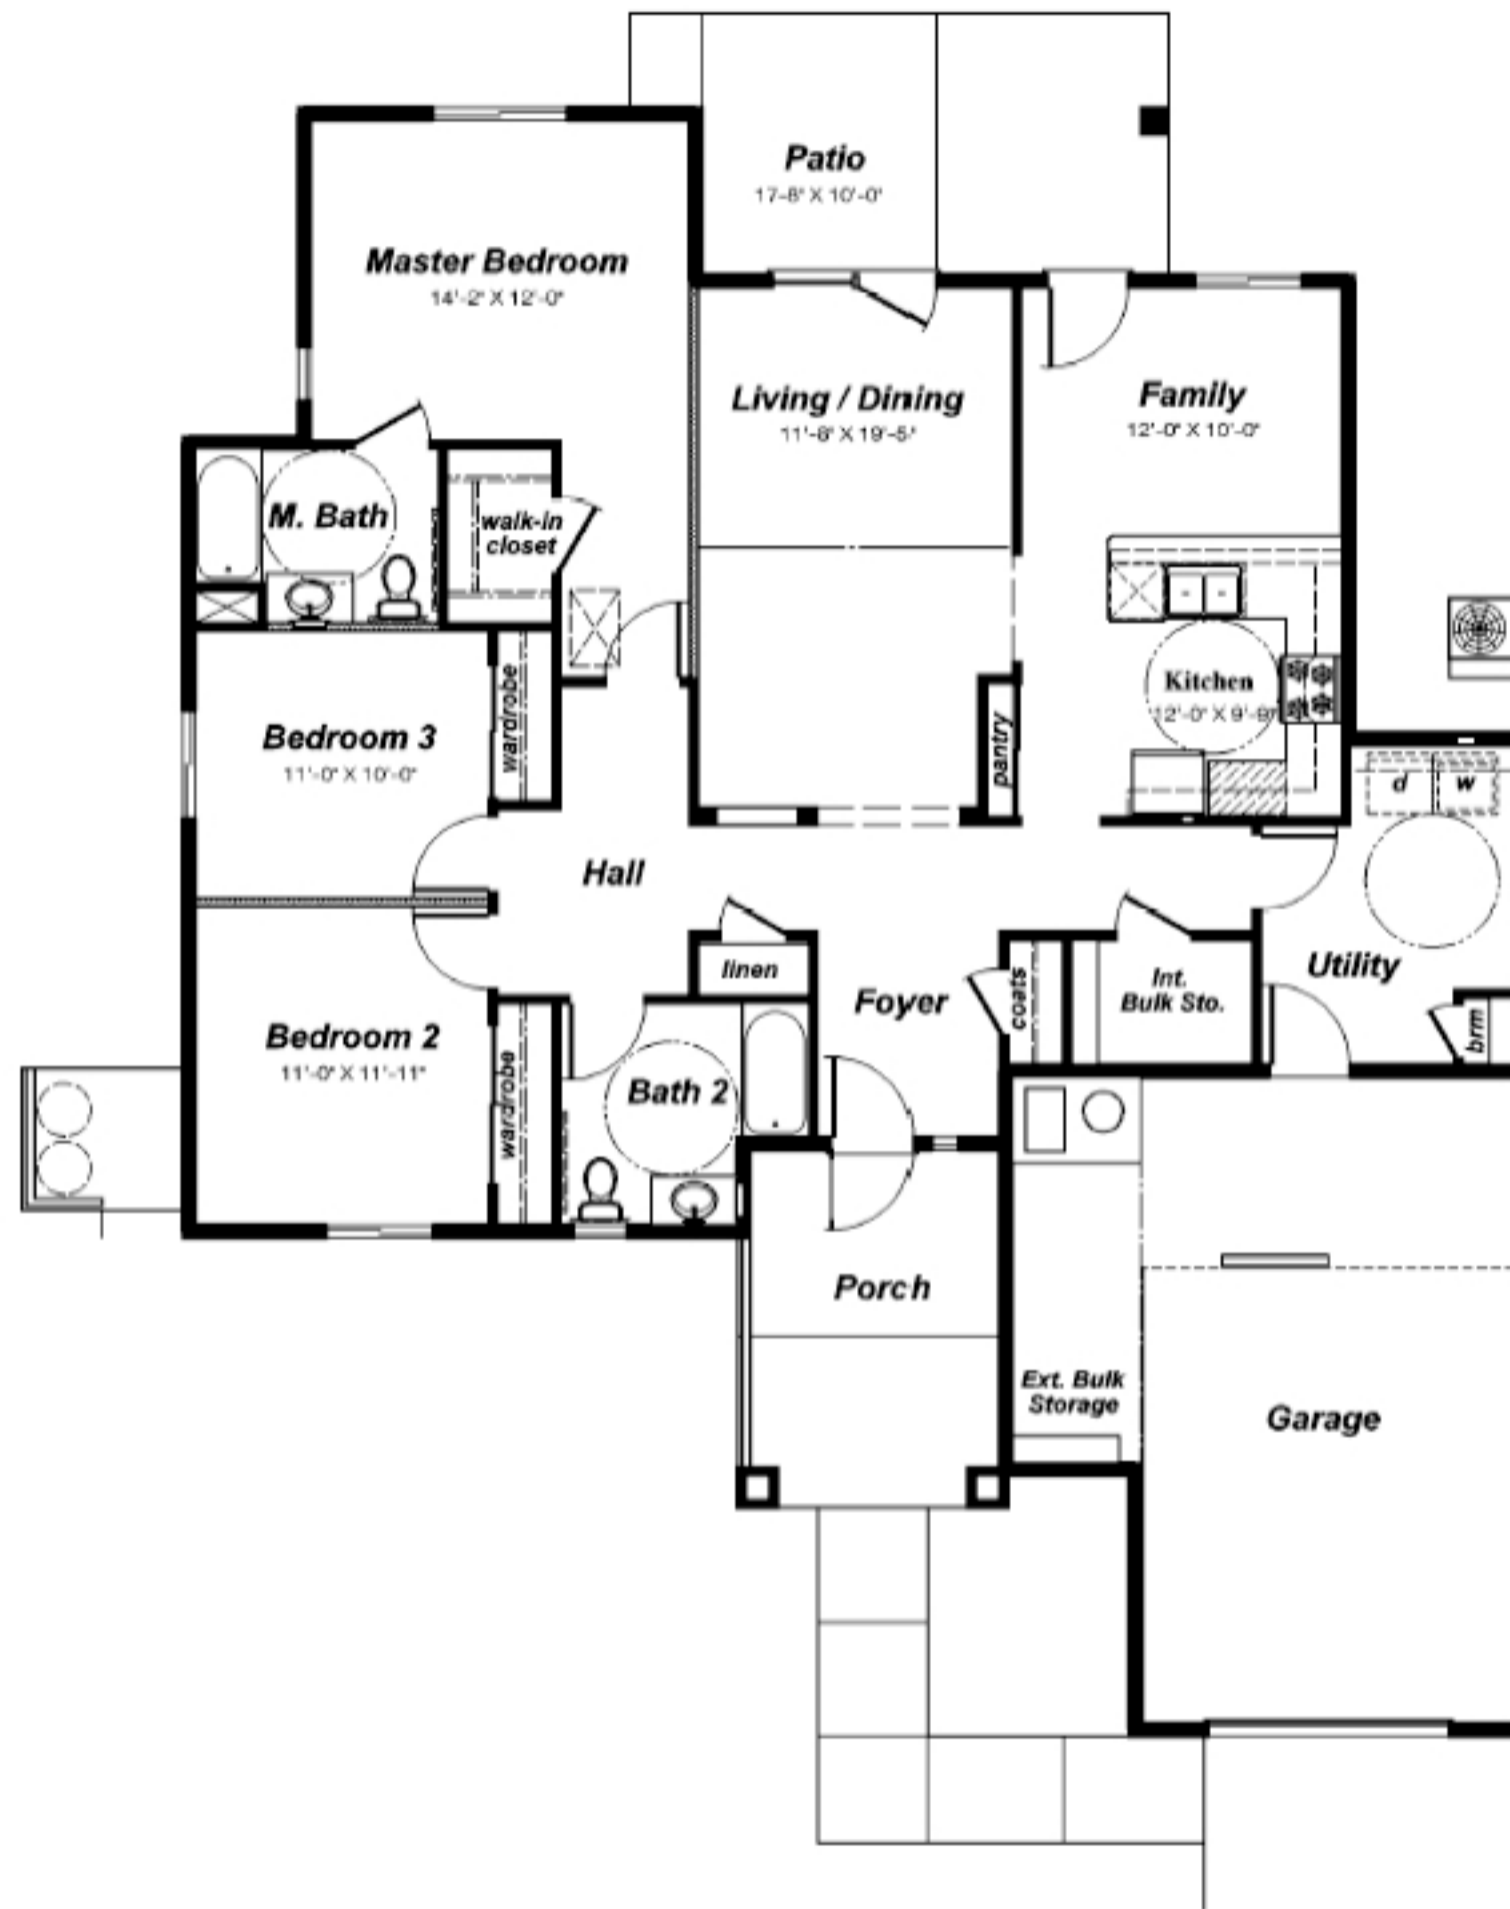 Patio
17-8" X 10'-0"
Master Bedroom
14'-2" X 12'-0"
Living / Dining
11'-8" X 19'-5"
Family
12'-0" X 10'-0"
M. Bath
walk-in
closet
Kitchen
12'-0" X 9'-9"
wardrobe
Bedroom 3
11'-0" X 10'-0"
pantry
d
w
Hall
linen
Foyer
coats
Int.
Bulk Sto.
Utility
brm
Bedroom 2
11'-0" X 11'-11"
wardrobe
Bath 2
Porch
Ext. Bulk
Storage
Garage